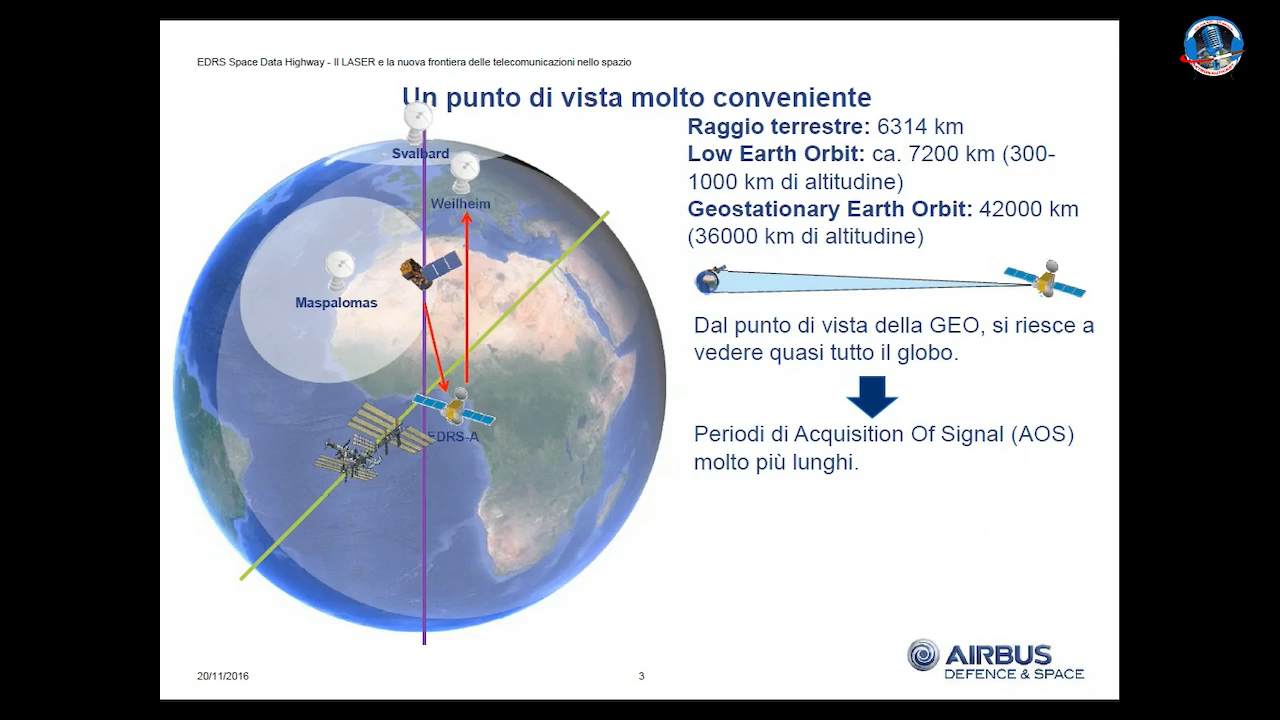 EDRS Space Data Highway - Il LASER e la nuova frontiera delle telecomunicazioni nello spazio
Un punto di vista molto conveniente
Svalbard
Weilheim
Maspalomas
EDRS-A
Raggio terrestre: 6314 km
Low Earth Orbit: ca. 7200 km (300-
1000 km di altitudine)
Geostationary Earth Orbit: 42000 km
(36000 km di altitudine)
Dal punto di vista della GEO, si riesce a
vedere quasi tutto il globo.
Periodi di Acquisition Of Signal (AOS)
molto più lunghi.
AIRBUS
DEFENCE & SPACE
20/11/2016
3